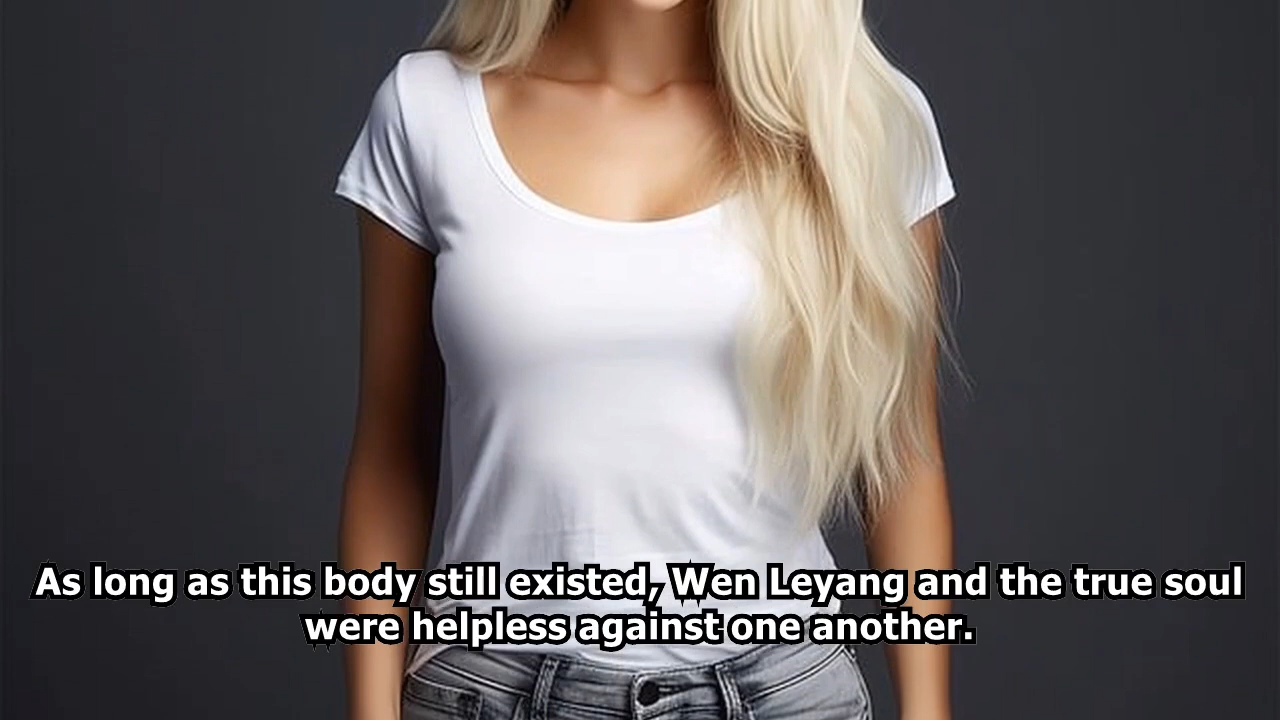 As long as this body still existed, Wen Leyang and the true soul
were helpless against one another.